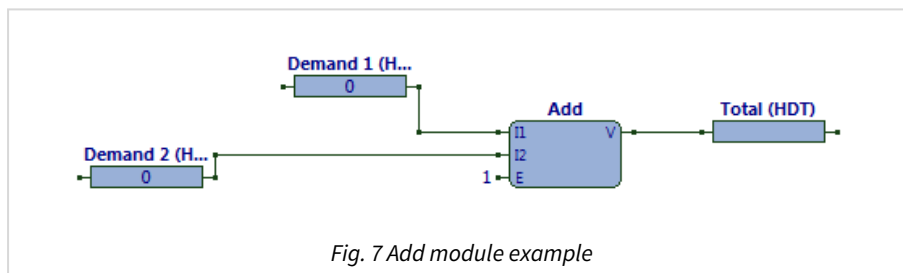 Demand 1 (H...
0
Add
Total (HDT)
I1 V
Demand 2 (H...
I2
0
1 E
Fig. 7 Add module example